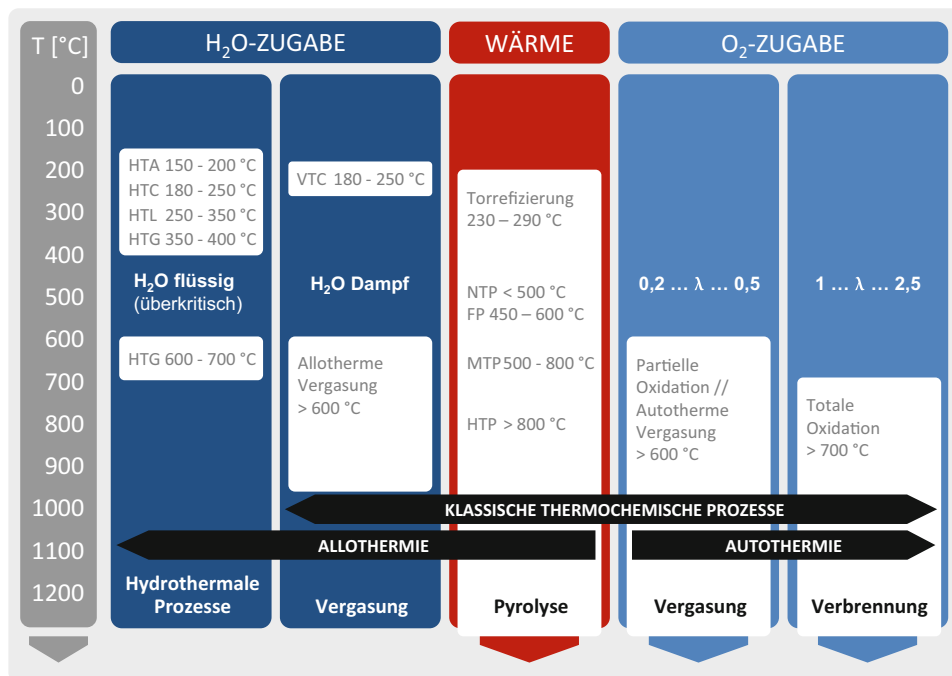 T [°C]
H₂O-ZUGABE
WÄRME
O₂-ZUGABE
0
100
200
300
400
500
600
700
800
900
1000
1100
1200
HTA 150 - 200 °C
HTC 180 - 250 °C
HTL 250 - 350 °C
HTG 350 - 400 °C
H₂O flüssig
(überkritisch)
HTG 600 - 700 °C
Hydrothermale
Prozesse
VTC 180 - 250 °C
H₂O Dampf
Allotherme
Vergasung
> 600 °C
Vergasung
Torrefizierung
230 – 290 °C
NTP < 500 °C
FP 450 – 600 °C
MTP 500 - 800 °C
HTP > 800 °C
Pyrolyse
0,2 ... λ ... 0,5
Partielle
Oxidation //
Autotherme
Vergasung
> 600 °C
Vergasung
1 ... λ ... 2,5
Totale
Oxidation
> 700 °C
Verbrennung
KLASSISCHE THERMOCHEMISCHE PROZESSE
ALLOTHERMIE
AUTOTHERMIE